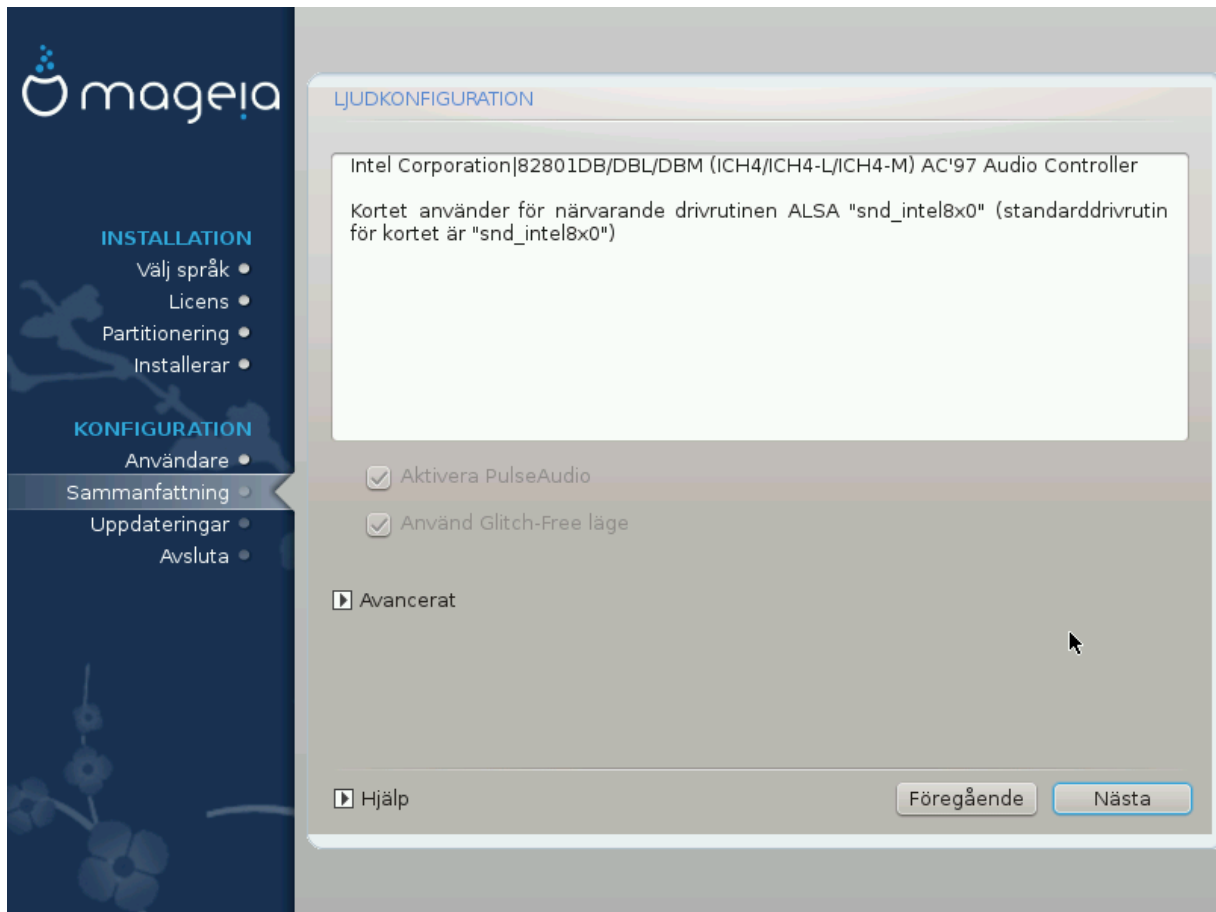 mageia
INSTALLATION
Välj språk
Licens
Partitionering
Installerar
KONFIGURATION
Användare
Sammanfattning
Uppdateringar
Avsluta
LJUDKONFIGURATION
Intel Corporation|82801DB/DBL/DBM (ICH4/ICH4-L/ICH4-M) AC'97 Audio Controller
Kortet använder för närvarande drivrutinen ALSA "snd_intel8x0" (standarddrivrutin
för kortet är "snd_intel8x0")
Aktivera PulseAudio
Använd Glitch-Free läge
Avancerat
Hjälp
Föregående
Nästa